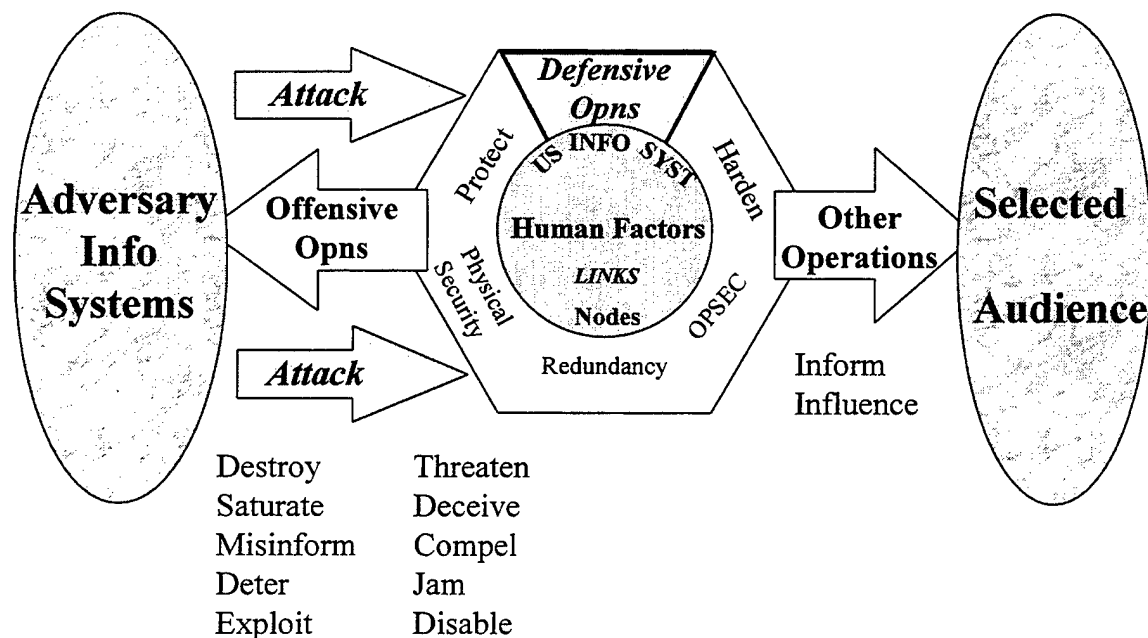 Attack
Adversary
Info
Systems
Offensive
Opns
Attack
Defensive
Opns
Protect
Harden
US INFO SYST
Human Factors
LINKS
Nodes
Physical
Security
OPSEC
Redundancy
Other
Operations
Selected
Audience
Inform
Influence
Destroy Threaten
Saturate Deceive
Misinform Compel
Deter Jam
Exploit Disable